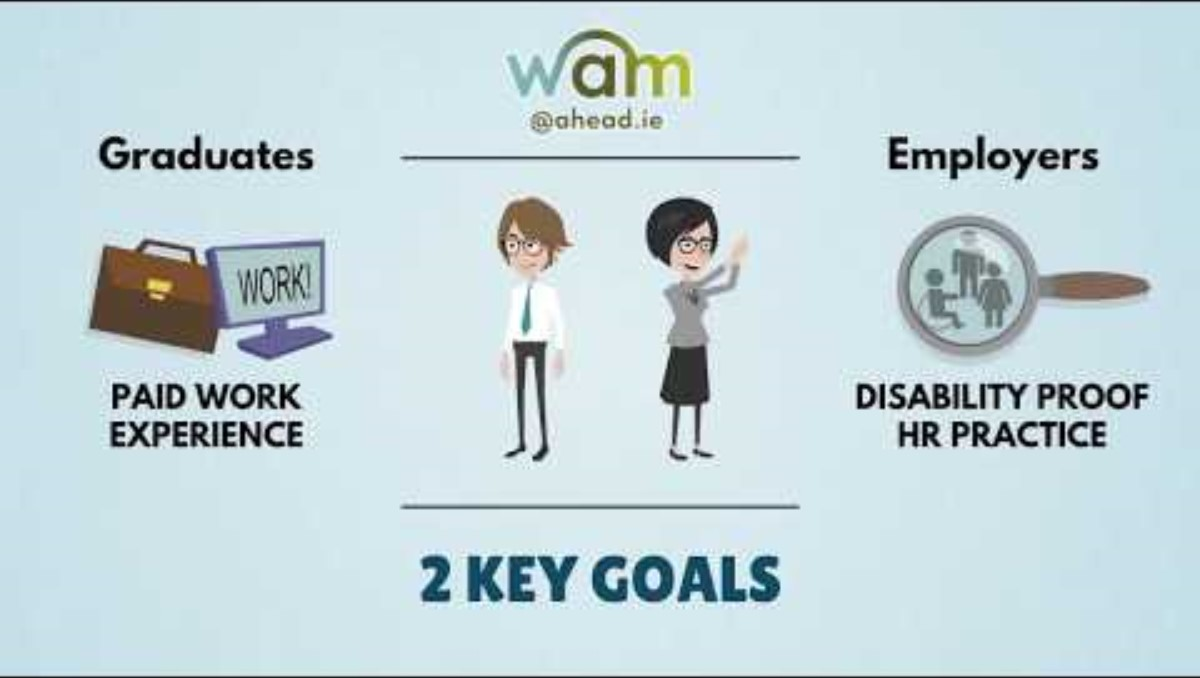 wam
@ahead.ie
Graduates
Employers
WORK!
PAID WORK
EXPERIENCE
DISABILITY PROOF
HR PRACTICE
2 KEY GOALS